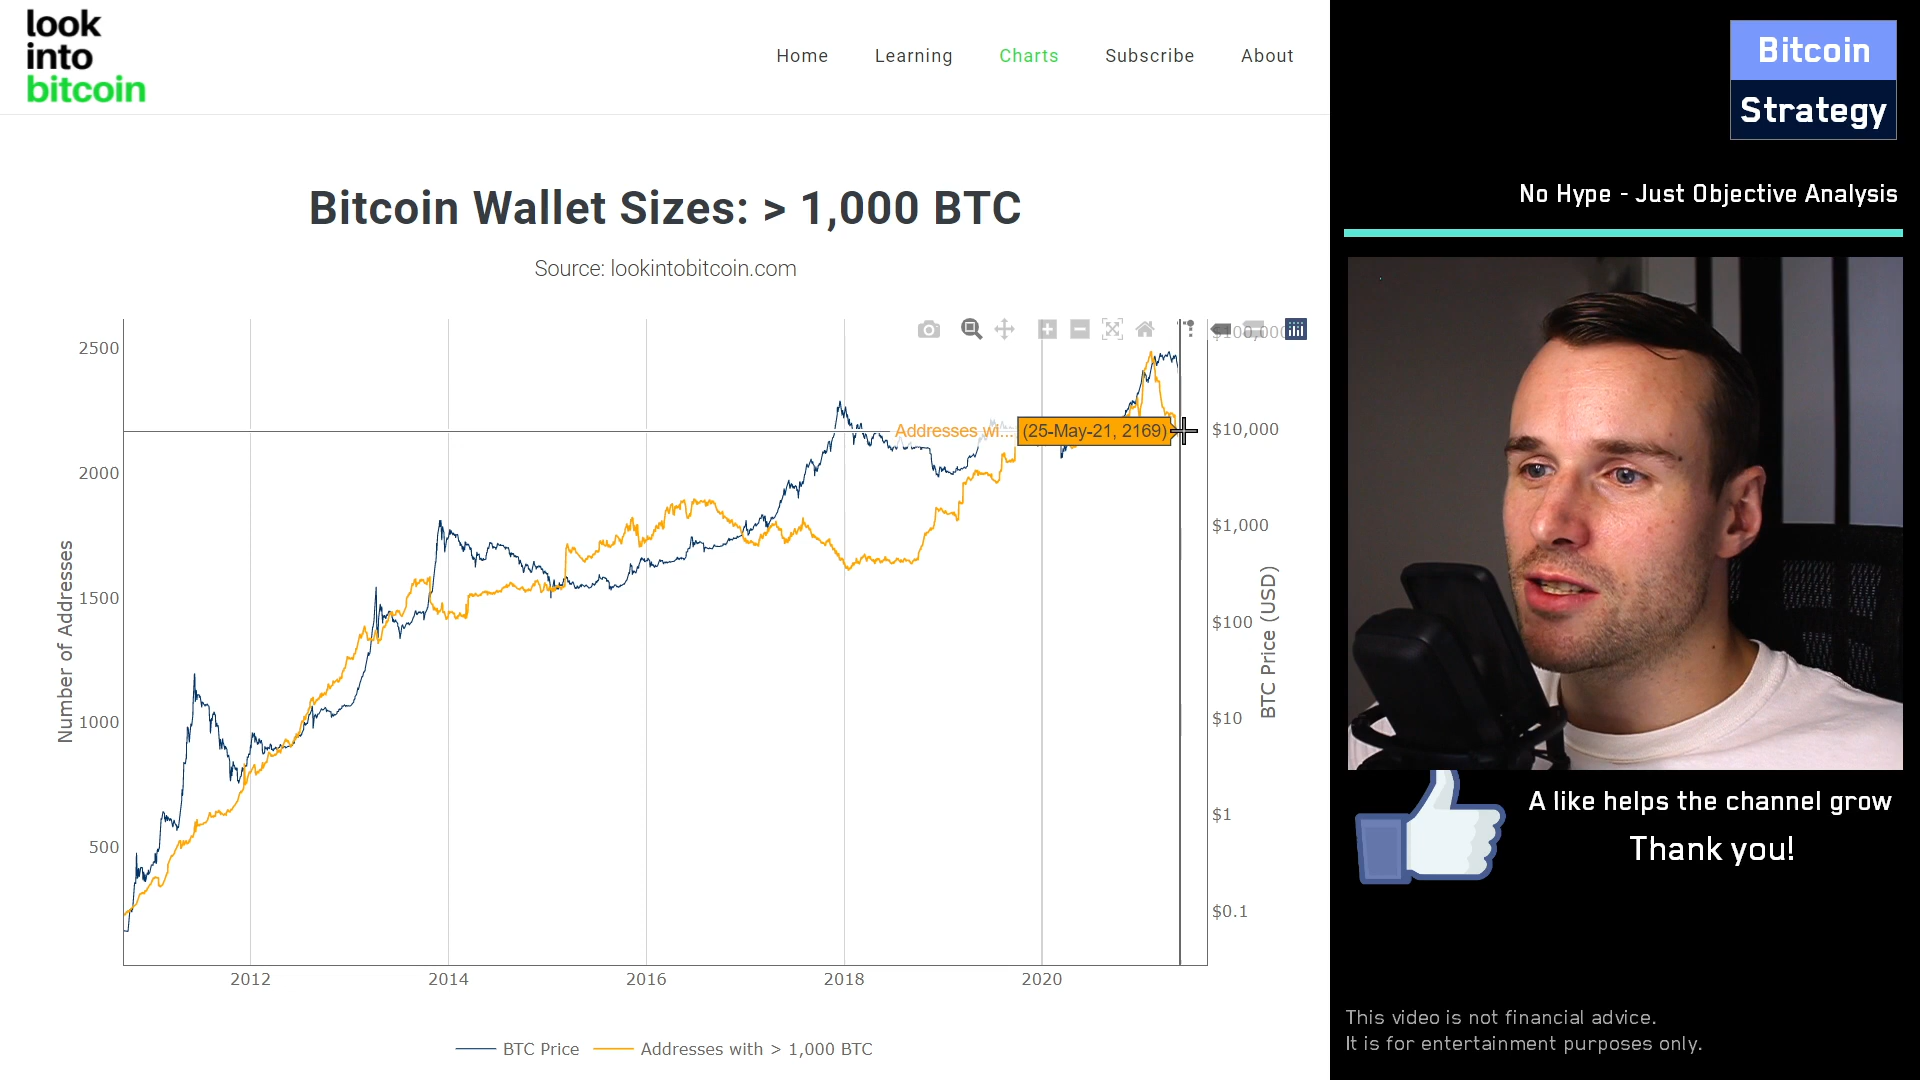 look
into
bitcoin
Home Learning Charts Subscribe About
Bitcoin
Strategy
No Hype - Just Objective Analysis
Bitcoin Wallet Sizes: > 1,000 BTC
Source: lookintobitcoin.com
Number of Addresses
2500
2000
1500
1000
500
Addresses wi... (25-May-21, 2169)
$100,000
$10,000
$1,000
$100
$10
$1
$0.1
BTC Price (USD)
2012 2014 2016 2018 2020
BTC Price Addresses with > 1,000 BTC
A like helps the channel grow
Thank you!
This video is not financial advice.
It is for entertainment purposes only.